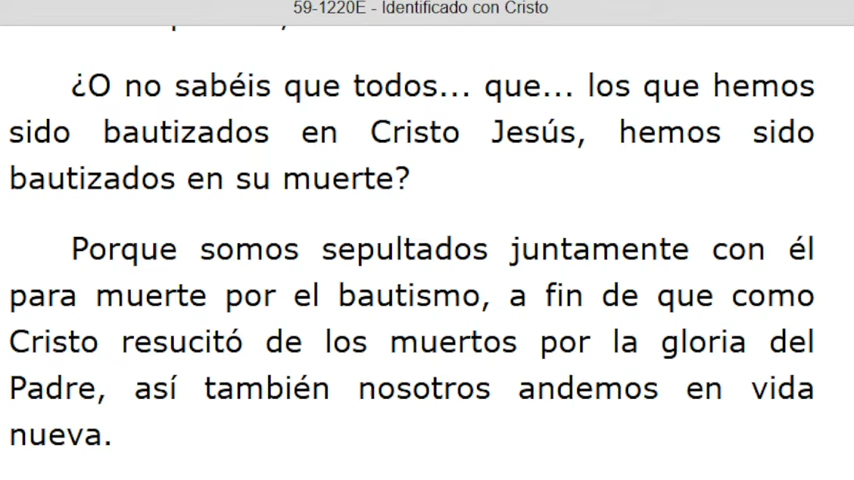 59-1220E - Identificado con Cristo
¿O no sabéis que todos... que... los que hemos
sido bautizados en Cristo Jesús, hemos sido
bautizados en su muerte?
Porque somos sepultados juntamente con él
para muerte por el bautismo, a fin de que como
Cristo resucitó de los muertos por la gloria del
Padre, así también nosotros andemos en vida
nueva.